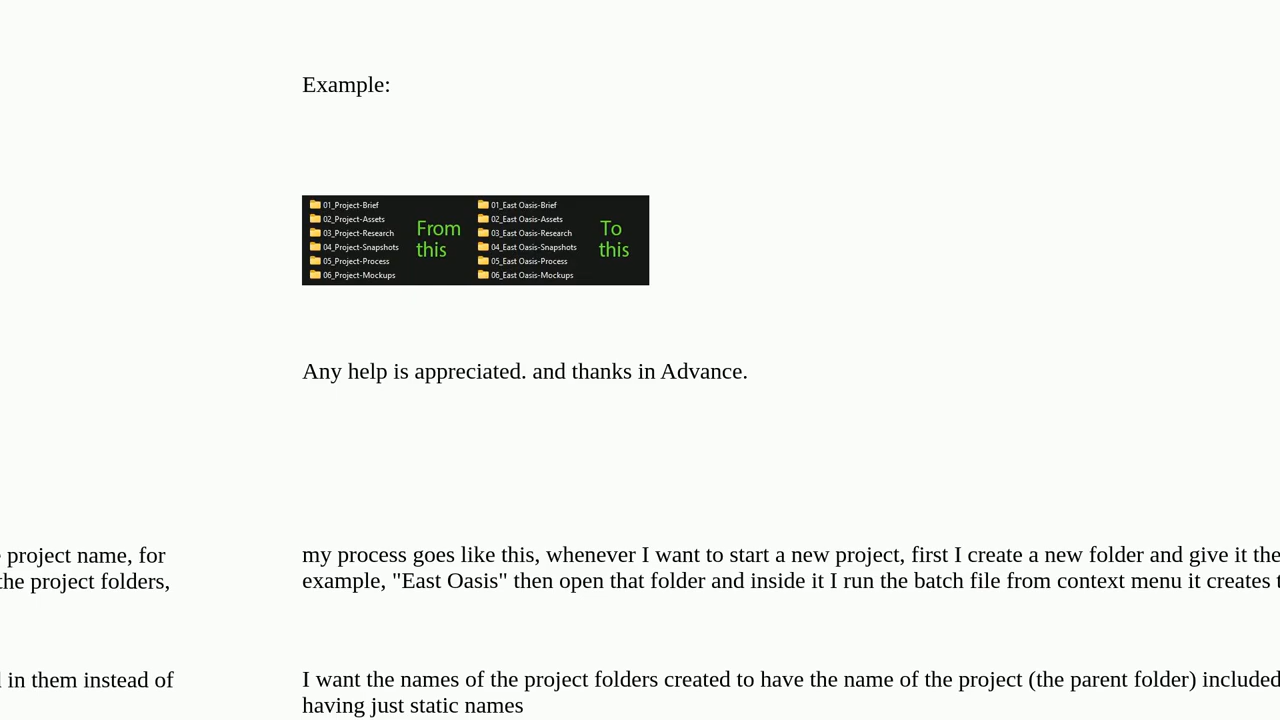 Example:
01_Project-Brief
02_Project-Assets
03_Project-Research
04_Project-Snapshots
05_Project-Process
06_Project-Mockups
From
this
01_East Oasis-Brief
02_East Oasis-Assets
03_East Oasis-Research
04_East Oasis-Snapshots
05_East Oasis-Process
06_East Oasis-Mockups
To
this
Any help is appreciated. and thanks in Advance.
project name, for
the project folders,
my process goes like this, whenever I want to start a new project, first I create a new folder and give it the
example, "East Oasis" then open that folder and inside it I run the batch file from context menu it creates
in them instead of
I want the names of the project folders created to have the name of the project (the parent folder) included
having just static names